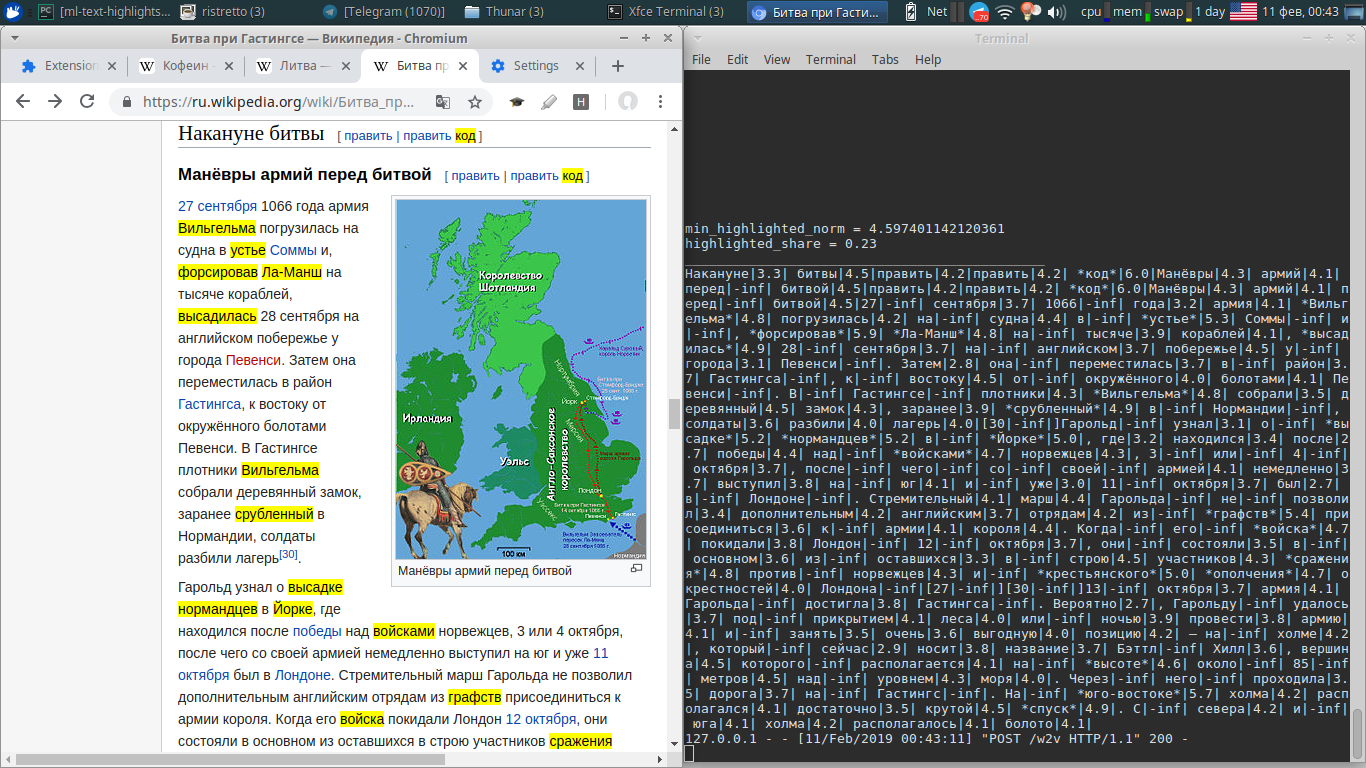 [ml-text-highlights...
ristretto (3)
[Telegram (1070)]
Thunar (3)
Xfce Terminal (3)
Битва при Гасти...
Net
70
cpu
mem
swap
1 day
11 фев, 00:43
Битва при Гастингсе — Википедия - Chromium
Extension
Кофеин -
Литва —
Битва пр
Settings
https://ru.wikipedia.org/wiki/Битва_пр...
Накануне битвы [ править | править код ]
Манёвры армий перед битвой [ править | править код ]
27 сентября 1066 года армия
Вильгельма погрузилась на
судна в устье Соммы и,
форсировав Ла-Манш на
тысяче кораблей,
высадилась 28 сентября на
английском побережье у
города Певенси. Затем она
переместилась в район
Гастингса, к востоку от
окружённого болотами
Певенси. В Гастингсе
плотники Вильгельма
собрали деревянный замок,
заранее срубленный в
Нормандии, солдаты
разбили лагерь[30].
Королевство
Шотландия
Ирландия
Уэльс
Англо-Саксонское
королевство
Нортумбрия
Йорк
Мерсия
Уэссекс
Лондон
Нормандия
100 км
Манёвры армий перед битвой
Гарольд узнал о высадке
нормандцев в Йорке, где
находился после победы над войсками норвежцев, 3 или 4 октября,
после чего со своей армией немедленно выступил на юг и уже 11
октября был в Лондоне. Стремительный марш Гарольда не позволил
дополнительным английским отрядам из графств присоединиться к
армии короля. Когда его войска покидали Лондон 12 октября, они
состояли в основном из оставшихся в строю участников сражения
Terminal
File Edit View Terminal Tabs Help
min_highlighted_norm = 4.597401142120361
highlighted_share = 0.23
Накануне|3.3| битвы|4.5|править|4.2|править|4.2| *код*|6.0|Манёвры|4.3| армий|4.1|
перед|-inf| битвой|4.5|править|4.2|править|4.2| *код*|6.0|Манёвры|4.3| армий|4.1| п
еред|-inf| битвой|4.5|27|-inf| сентября|3.7| 1066|-inf| года|3.2| армия|4.1| *Вильг
ельма*|4.8| погрузилась|4.2| на|-inf| судна|4.4| в|-inf| *устье*|5.3| Соммы|-inf| и
|-inf|, *форсировав*|5.9| *Ла-Манш*|4.8| на|-inf| тысяче|3.9| кораблей|4.1|, *высад
илась*|4.9| 28|-inf| сентября|3.7| на|-inf| английском|3.7| побережье|4.5| у|-inf|
города|3.1| Певенси|-inf|. Затем|2.8| она|-inf| переместилась|3.7| в|-inf| район|3.
7| Гастингса|-inf|, к|-inf| востоку|4.5| от|-inf| окружённого|4.0| болотами|4.1| Пе
венси|-inf|. В|-inf| Гастингсе|-inf| плотники|4.3| *Вильгельма*|4.8| собрали|3.5| д
еревянный|4.5| замок|4.3|, заранее|3.9| *срубленный*|4.9| в|-inf| Нормандии|-inf|,
солдаты|3.6| разбили|4.0| лагерь|4.0|[30|-inf|]Гарольд|-inf| узнал|3.1| о|-inf| *вы
садке*|5.2| *нормандцев*|5.2| в|-inf| *Йорке*|5.0|, где|3.2| находился|3.4| после|2
.7| победы|4.4| над|-inf| *войсками*|4.7| норвежцев|4.3|, 3|-inf| или|-inf| 4|-inf|
октября|3.7|, после|-inf| чего|-inf| со|-inf| своей|-inf| армией|4.1| немедленно|3
.7| выступил|3.8| на|-inf| юг|4.1| и|-inf| уже|3.0| 11|-inf| октября|3.7| был|2.7|
в|-inf| Лондоне|-inf|. Стремительный|4.1| марш|4.4| Гарольда|-inf| не|-inf| позволи
л|3.4| дополнительным|4.2| английским|3.7| отрядам|4.2| из|-inf| *графств*|5.4| при
соединиться|3.6| к|-inf| армии|4.1| короля|4.4|. Когда|-inf| его|-inf| *войска*|4.7
| покидали|3.8| Лондон|-inf| 12|-inf| октября|3.7|, они|-inf| состояли|3.5| в|-inf|
основном|3.6| из|-inf| оставшихся|3.3| в|-inf| строю|4.5| участников|4.3| *сражени
я*|4.8| против|-inf| норвежцев|4.3| и|-inf| *крестьянского*|5.0| *ополчения*|4.7| о
крестностей|4.0| Лондона|-inf|[27|-inf|][30|-inf|]13|-inf| октября|3.7| армия|4.1|
Гарольда|-inf| достигла|3.8| Гастингса|-inf|. Вероятно|2.7|, Гарольду|-inf| удалось
|3.7| под|-inf| прикрытием|4.1| леса|4.0| или|-inf| ночью|3.9| провести|3.8| армию|
4.1| и|-inf| занять|3.5| очень|3.6| выгодную|4.0| позицию|4.2| — на|-inf| холме|4.2
|, который|-inf| сейчас|2.9| носит|3.8| название|3.7| Бэттл|-inf| Хилл|3.6|, вершин
а|4.5| которого|-inf| располагается|4.1| на|-inf| *высоте*|4.6| около|-inf| 85|-inf
| метров|4.5| над|-inf| уровнем|4.3| моря|4.0|. Через|-inf| него|-inf| проходила|3.
5| дорога|3.7| на|-inf| Гастингс|-inf|. На|-inf| *юго-востоке*|5.7| холма|4.2| расп
олагался|4.1| достаточно|3.5| крутой|4.5| *спуск*|4.9|. С|-inf| севера|4.2| и|-inf|
юга|4.1| холма|4.2| располагалось|4.1| болото|4.1|
127.0.0.1 - - [11/Feb/2019 00:43:11] "POST /w2v HTTP/1.1" 200 -